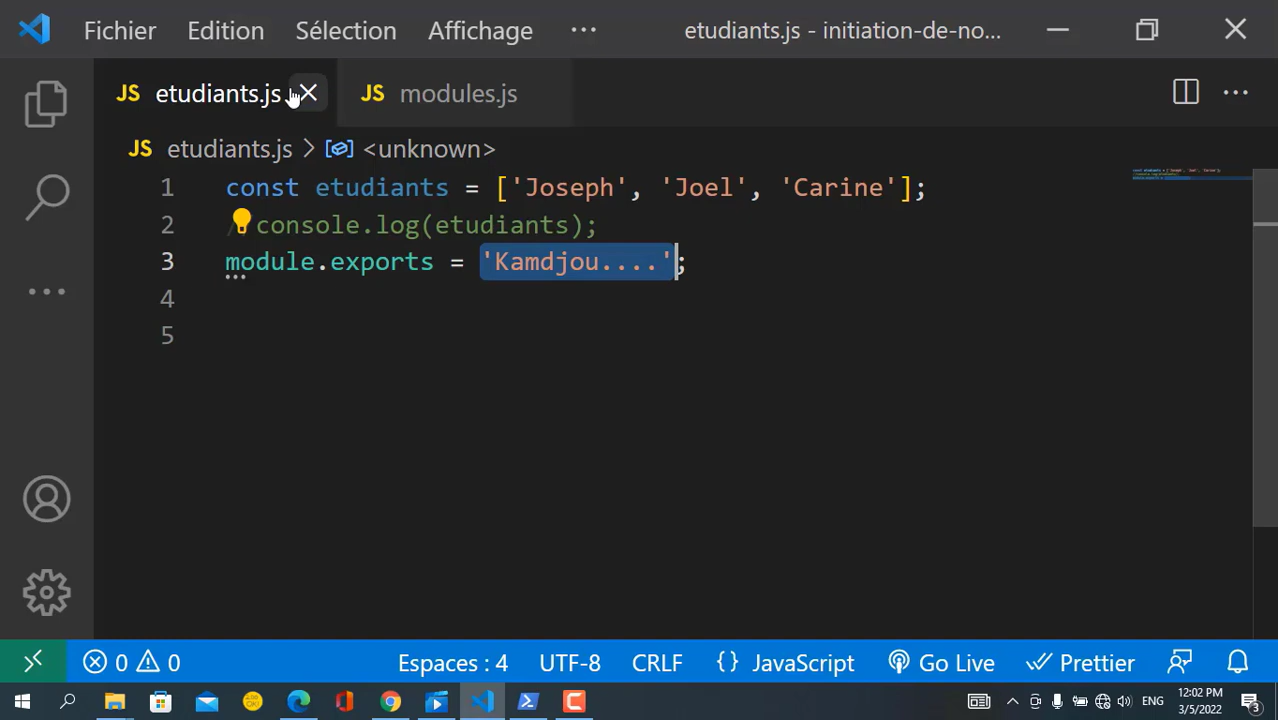 Fichier Edition Sélection Affichage ··· etudiants.js - initiation-de-no...
JS etudiants.js JS modules.js
JS etudiants.js > <unknown>
1 const etudiants = ['Joseph', 'Joel', 'Carine'];
2 //console.log(etudiants);
3 module.exports = 'Kamdjou....';
4
5
0 0 Espaces : 4 UTF-8 CRLF {} JavaScript Go Live Prettier
ENG 12:02 PM
3/5/2022 3